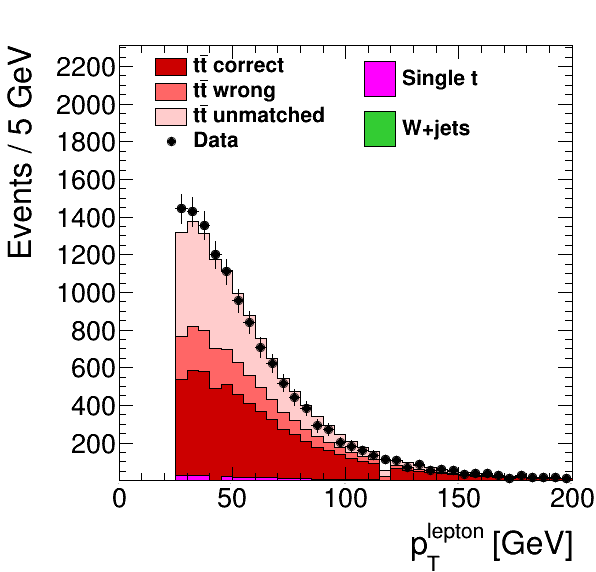 Events / 5 GeV
2200
2000
1800
1600
1400
1200
1000
800
600
400
200
tt̄ correct
tt̄ wrong
tt̄ unmatched
Data
Single t
W+jets
0 50 100 150 200
p_T^lepton [GeV]